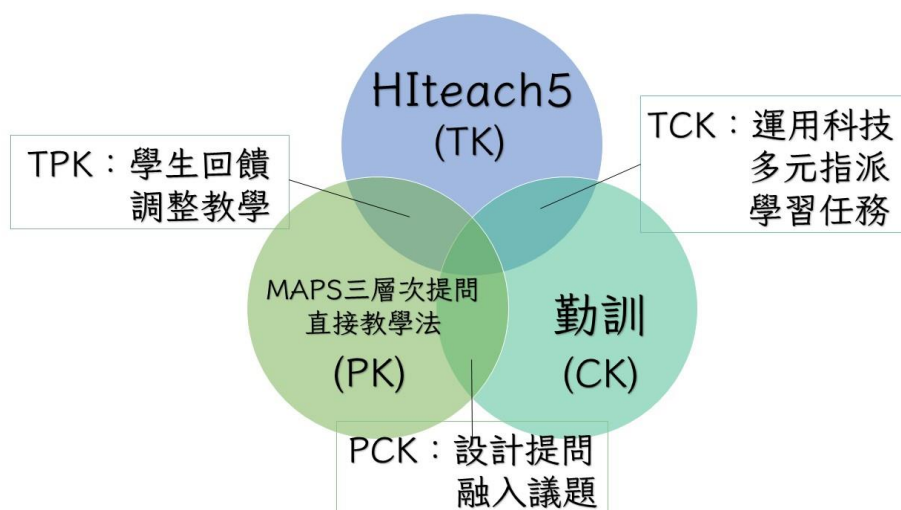 HIteach5
(TK)
TPK：學生回饋
調整教學
TCK：運用科技
多元指派
學習任務
MAPS三層次提問
直接教學法
(PK)
勤訓
(CK)
PCK：設計提問
融入議題